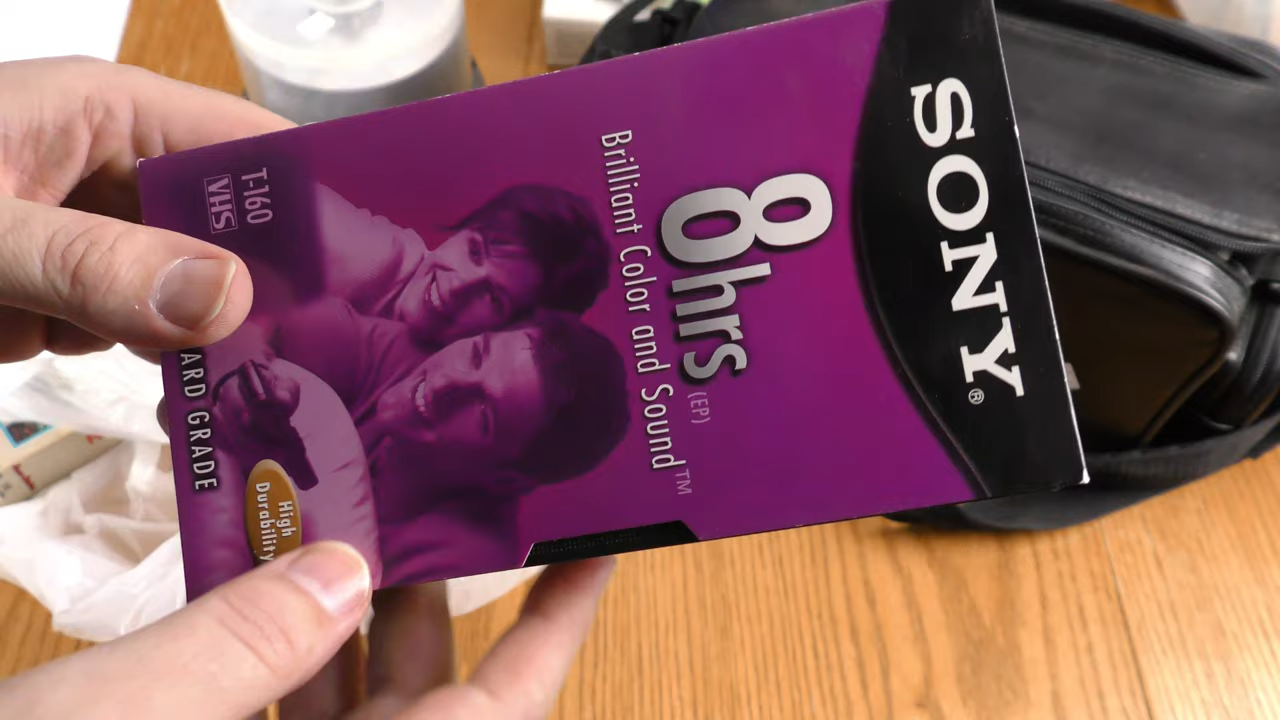 SONY®
8hrs (EP)
Brilliant Color and Sound™
T-160
VHS
High
Durability
ARD GRADE